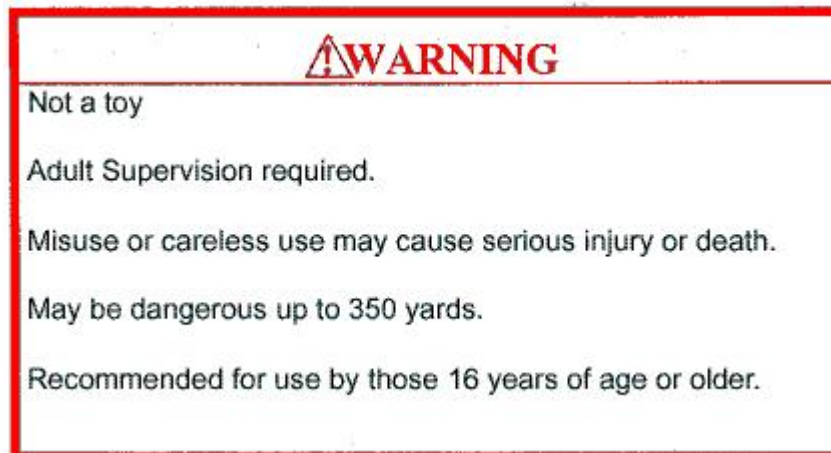 WARNING
Not a toy
Adult Supervision required.
Misuse or careless use may cause serious injury or death.
May be dangerous up to 350 yards.
Recommended for use by those 16 years of age or older.